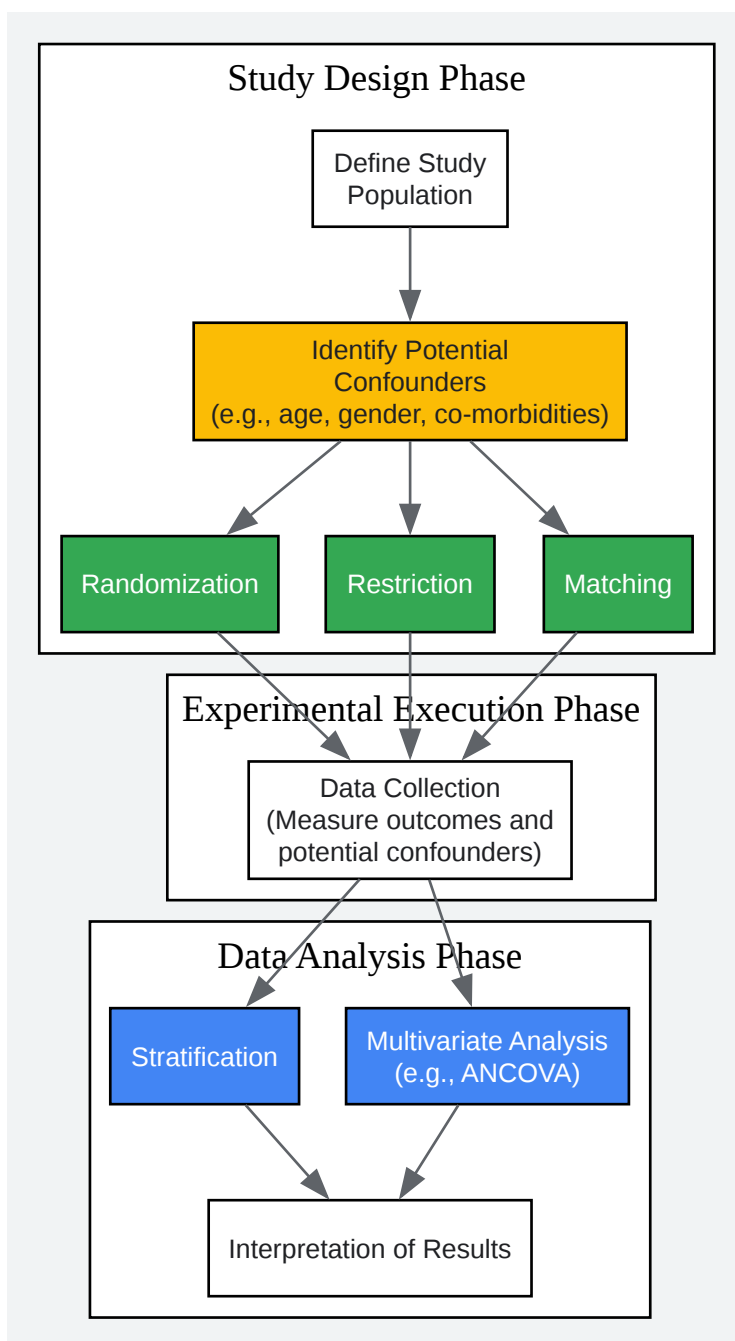 Study Design Phase
Define Study
Population
Identify Potential
Confounders
(e.g., age, gender, co-morbidities)
Randomization
Restriction
Matching
Experimental Execution Phase
Data Collection
(Measure outcomes and
potential confounders)
Data Analysis Phase
Stratification
Multivariate Analysis
(e.g., ANCOVA)
Interpretation of Results